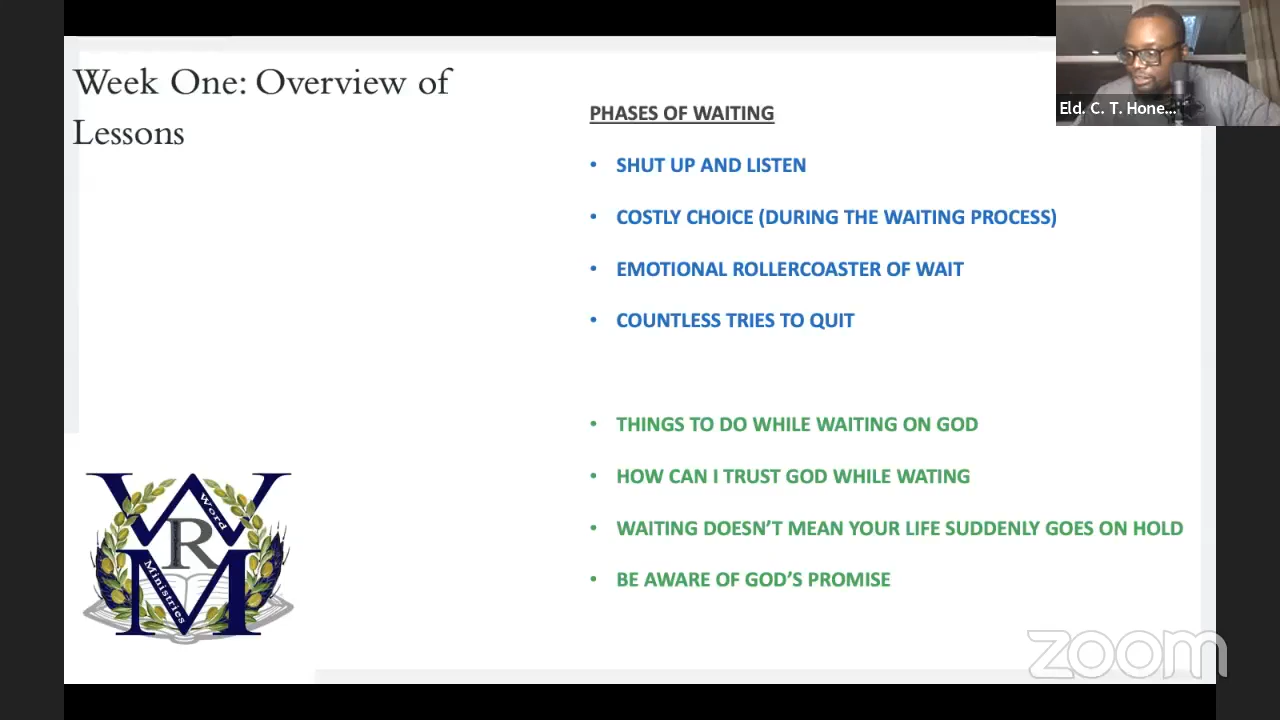 Week One: Overview of
Lessons
PHASES OF WAITING
• SHUT UP AND LISTEN
• COSTLY CHOICE (DURING THE WAITING PROCESS)
• EMOTIONAL ROLLERCOASTER OF WAIT
• COUNTLESS TRIES TO QUIT
• THINGS TO DO WHILE WAITING ON GOD
• HOW CAN I TRUST GOD WHILE WATING
• WAITING DOESN'T MEAN YOUR LIFE SUDDENLY GOES ON HOLD
• BE AWARE OF GOD'S PROMISE
Eld. C. T. Hone...
W
Word
R
M
Ministries
zoom